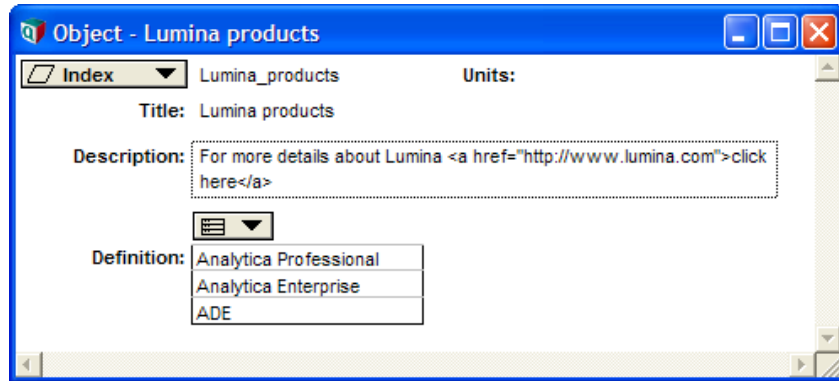 Object - Lumina products
Index Lumina_products Units:
Title: Lumina products
Description: For more details about Lumina <a href="http://www.lumina.com">click
here</a>
Definition: Analytica Professional
Analytica Enterprise
ADE